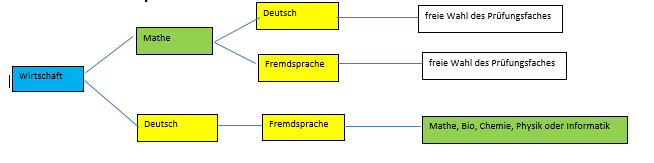 Deutsch
freie Wahl des Prüfungsfaches
Mathe
Fremdsprache
freie Wahl des Prüfungsfaches
Wirtschaft
Deutsch
Fremdsprache
Mathe, Bio, Chemie, Physik oder Informatik